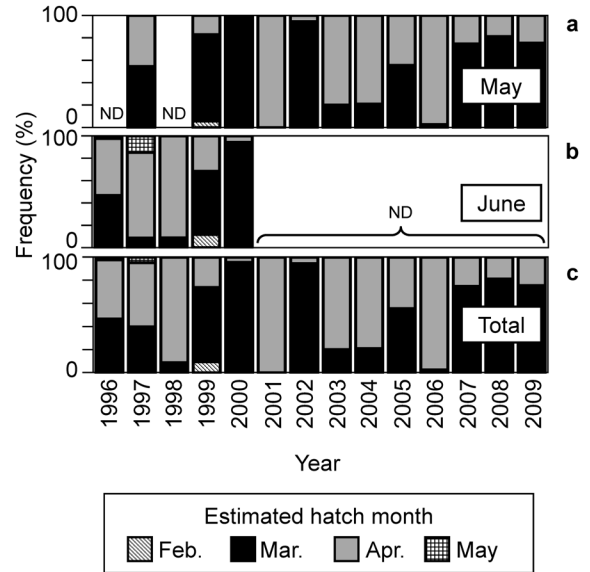 100
a
ND
ND
May
0
100
b
ND
June
0
100
c
Total
0
Frequency (%)
1996 1997 1998 1999 2000 2001 2002 2003 2004 2005 2006 2007 2008 2009
Year
Estimated hatch month
Feb. Mar. Apr. May